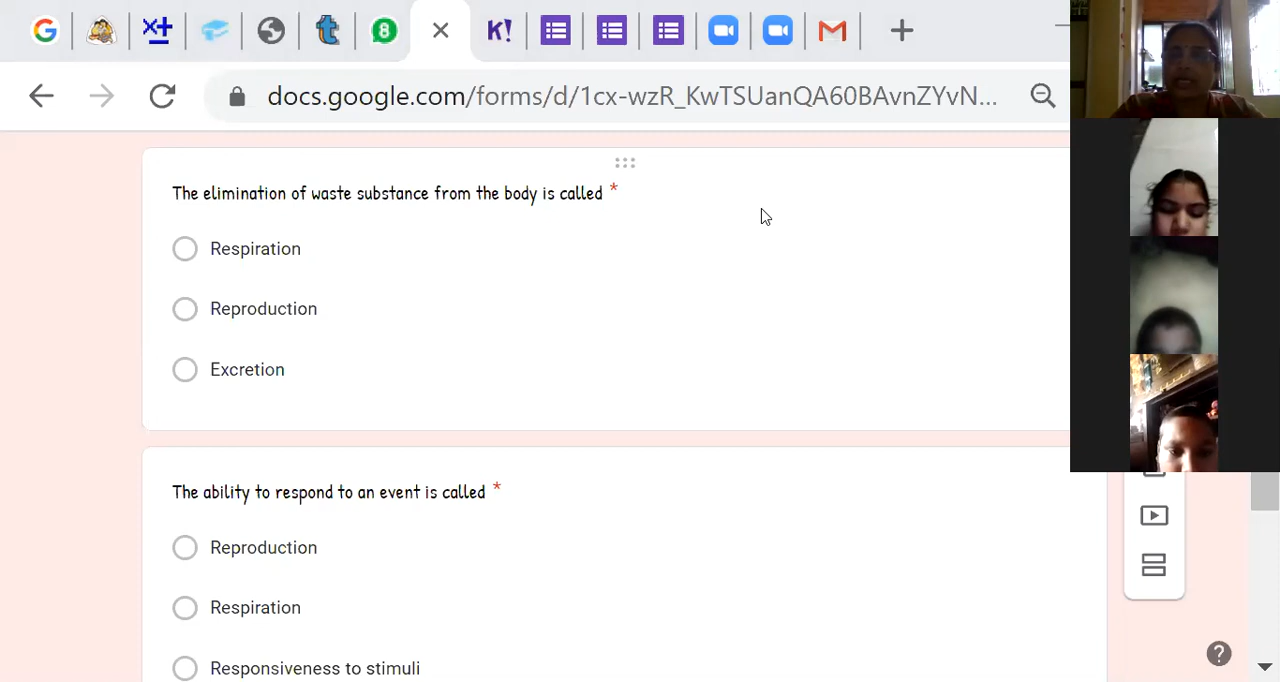 G
x+
t
8
K!
docs.google.com/forms/d/1cx-wzR_KwTSUanQA60BAvnZYvN...
The elimination of waste substance from the body is called *
Respiration
Reproduction
Excretion
The ability to respond to an event is called *
Reproduction
Respiration
Responsiveness to stimuli
?